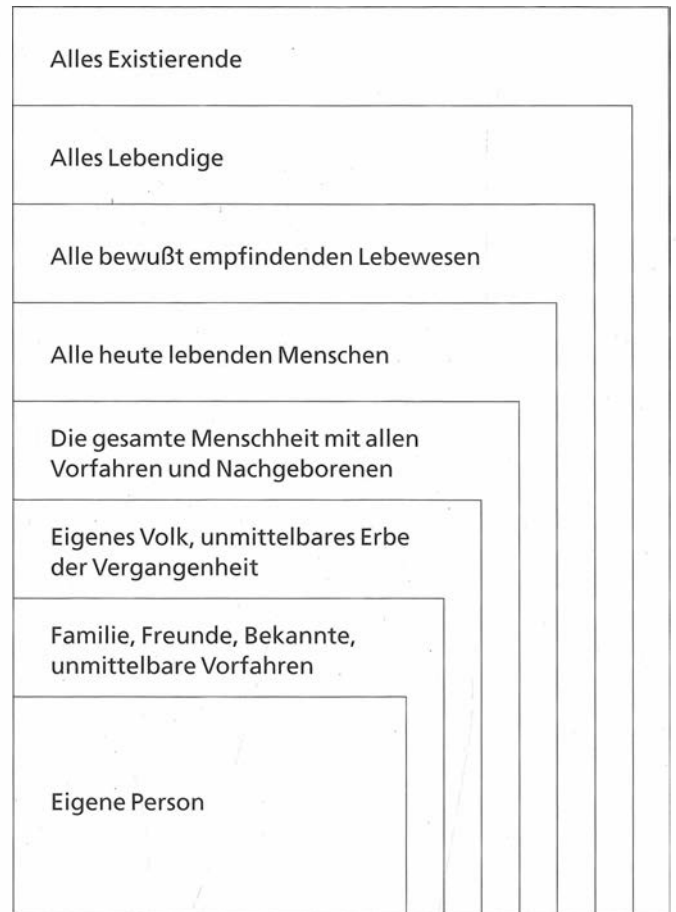 Alles Existierende
Alles Lebendige
Alle bewußt empfindenden Lebewesen
Alle heute lebenden Menschen
Die gesamte Menschheit mit allen
Vorfahren und Nachgeborenen
Eigenes Volk, unmittelbares Erbe
der Vergangenheit
Familie, Freunde, Bekannte,
unmittelbare Vorfahren
Eigene Person